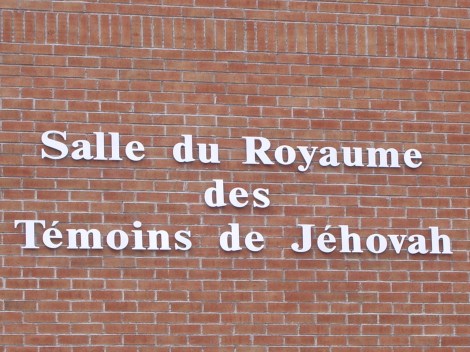 Salle du Royaume
des
Témoins de Jéhovah